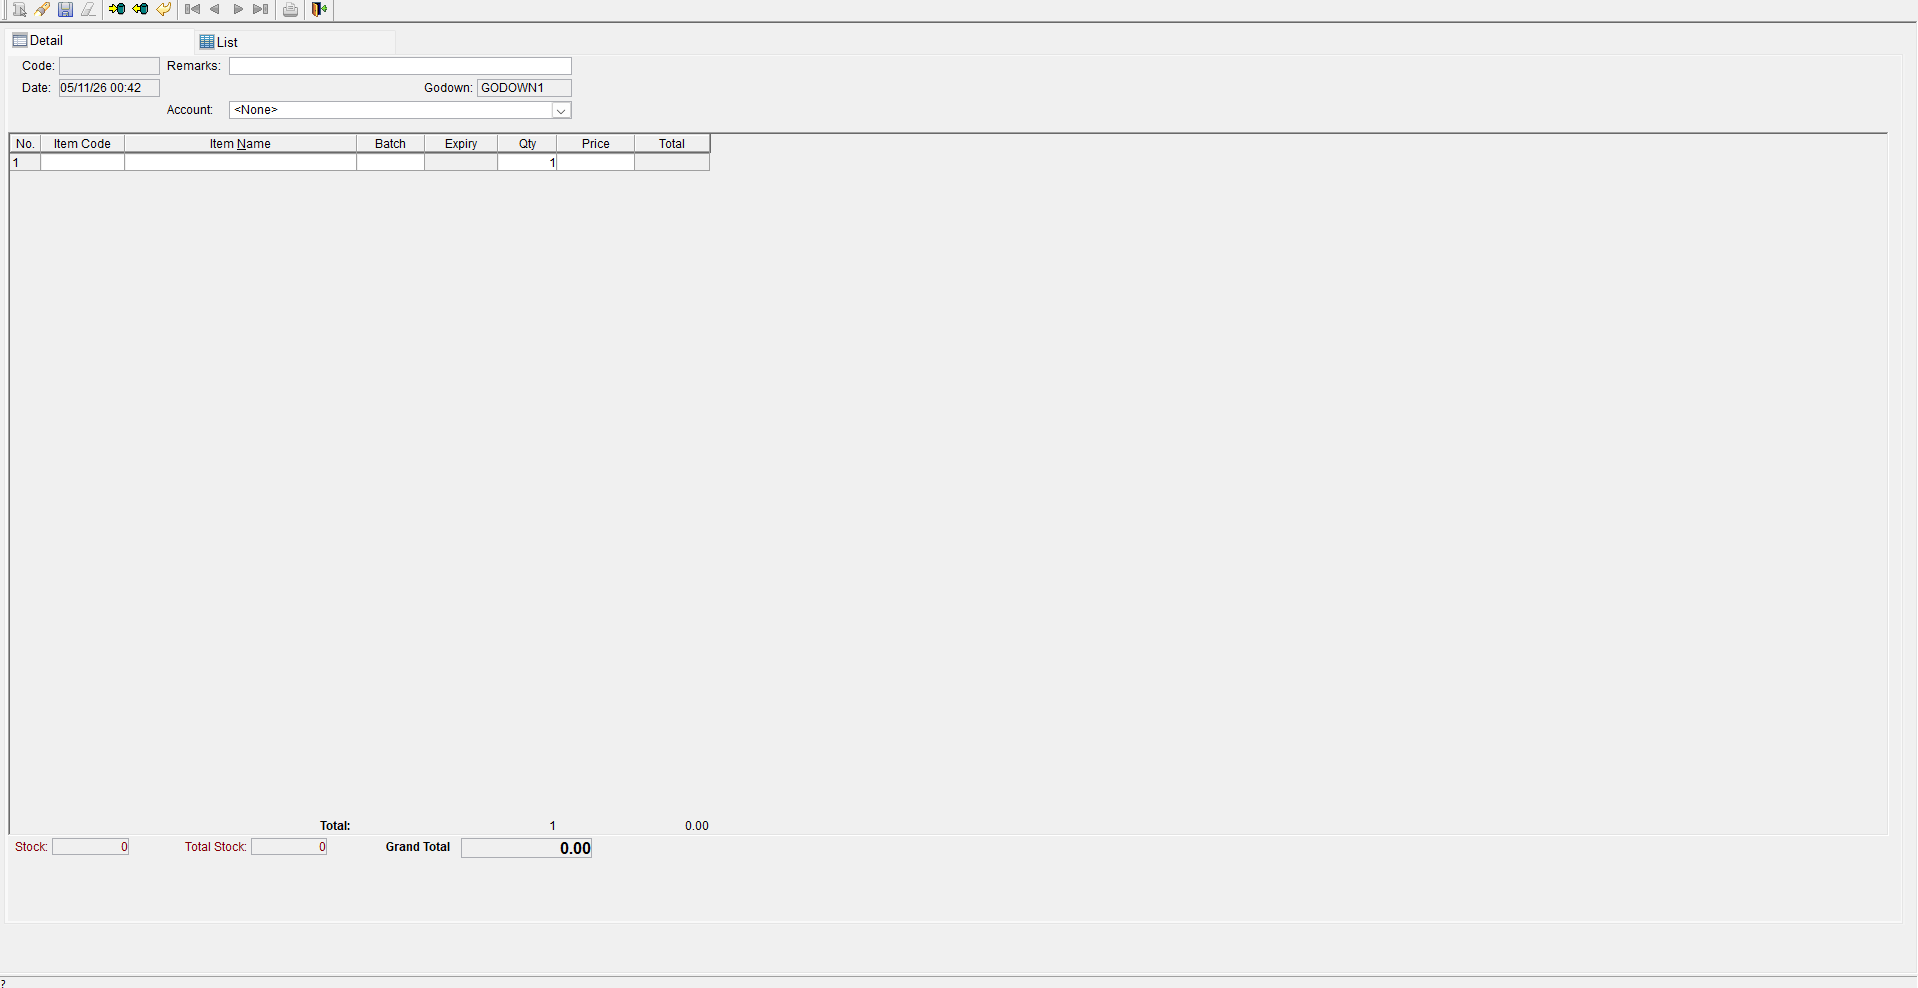 Detail
List
Code:
Remarks:
Date: 05/11/26 00:42
Godown: GODOWN1
Account: <None>
No. Item Code Item Name Batch Expiry Qty Price Total
1 1
Total: 1 0.00
Stock: 0 Total Stock: 0 Grand Total 0.00
?